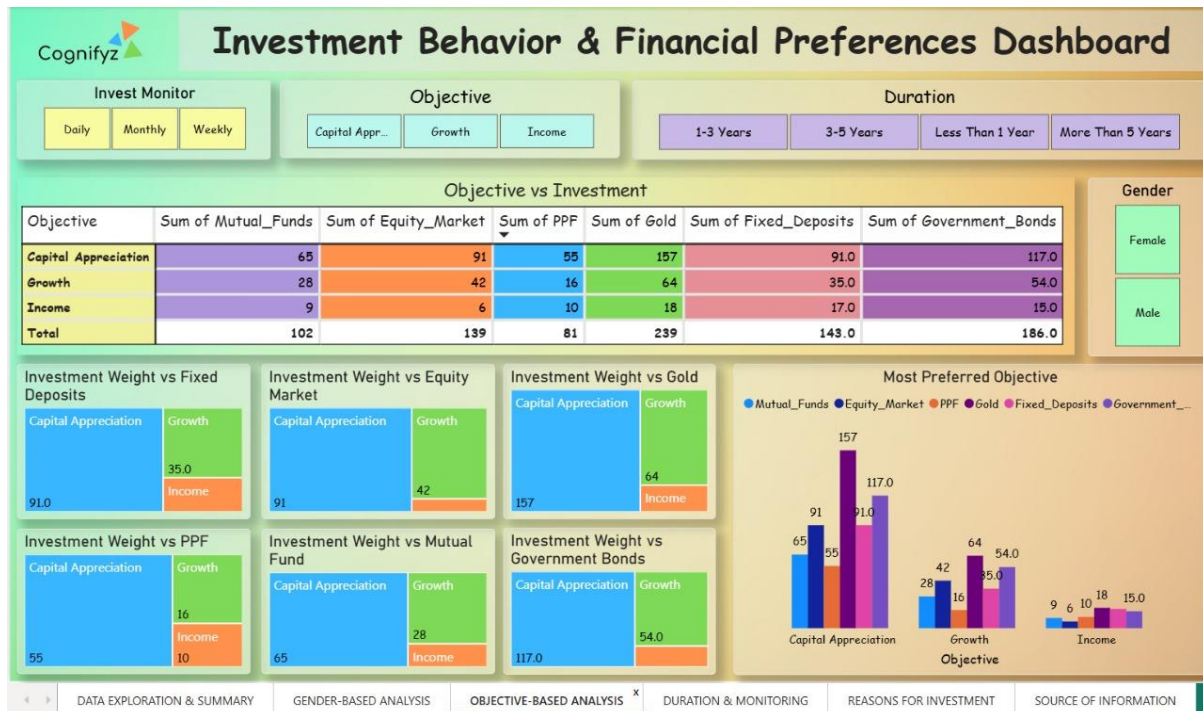 Cognifyz
Investment Behavior & Financial Preferences Dashboard
Invest Monitor
Daily Monthly Weekly
Objective
Capital Appr... Growth Income
Duration
1-3 Years 3-5 Years Less Than 1 Year More Than 5 Years
Objective vs Investment
Objective Sum of Mutual_Funds Sum of Equity_Market Sum of PPF Sum of Gold Sum of Fixed_Deposits Sum of Government_Bonds
Capital Appreciation 65 91 55 157 91.0 117.0
Growth 28 42 16 64 35.0 54.0
Income 9 6 10 18 17.0 15.0
Total 102 139 81 239 143.0 186.0
Gender
Female
Male
Investment Weight vs Fixed
Deposits
Capital Appreciation Growth
35.0
Income
91.0
Investment Weight vs Equity
Market
Capital Appreciation Growth
42
91
Investment Weight vs Gold
Capital Appreciation Growth
64
Income
157
Investment Weight vs PPF
Capital Appreciation Growth
16
Income
55 10
Investment Weight vs Mutual
Fund
Capital Appreciation Growth
28
65 Income
Investment Weight vs
Government Bonds
Capital Appreciation Growth
54.0
117.0
Most Preferred Objective
Mutual_Funds Equity_Market PPF Gold Fixed_Deposits Government_...
65 91 55 157 91.0 117.0
28 42 16 64 35.0 54.0
9 6 10 18 15.0
Capital Appreciation Growth Income
Objective
DATA EXPLORATION & SUMMARY GENDER-BASED ANALYSIS OBJECTIVE-BASED ANALYSIS x DURATION & MONITORING REASONS FOR INVESTMENT SOURCE OF INFORMATION